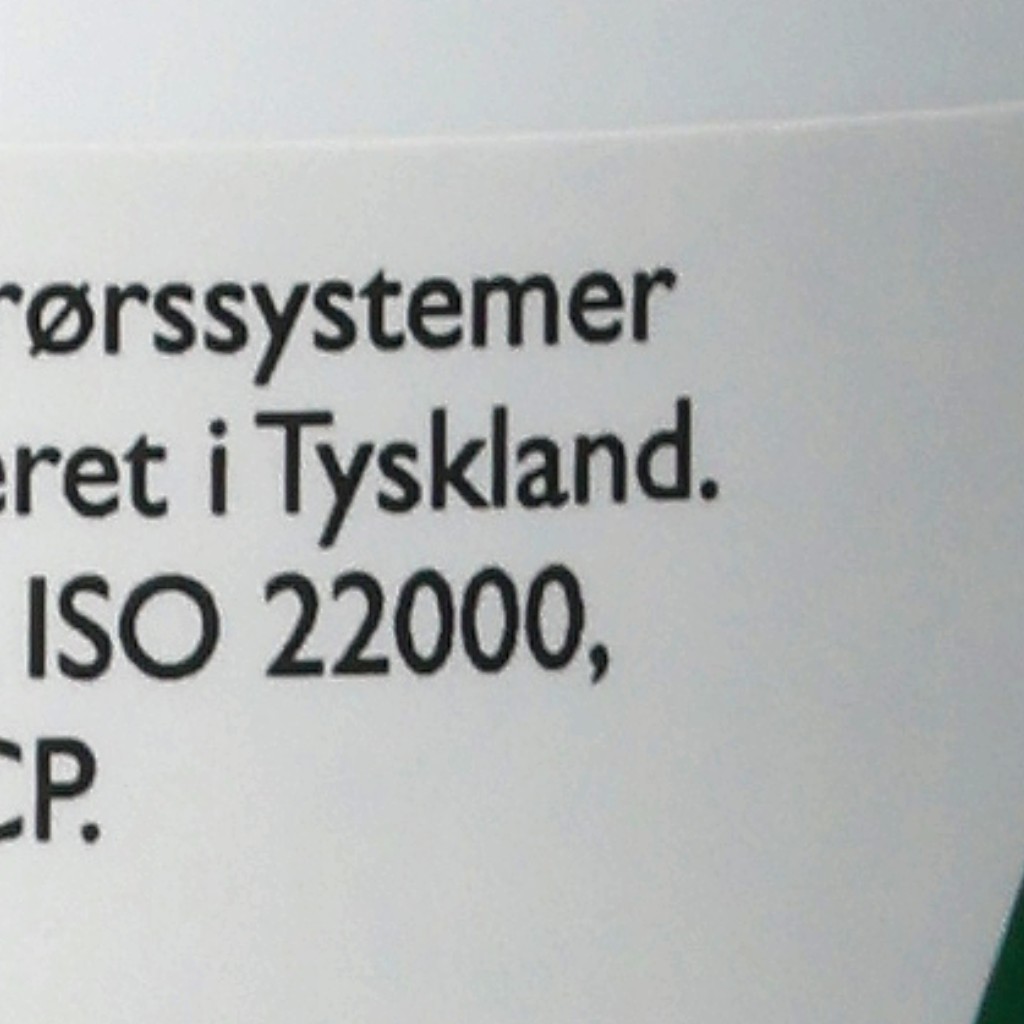 rørssystemer
eret i Tyskland.
ISO 22000,
CP.